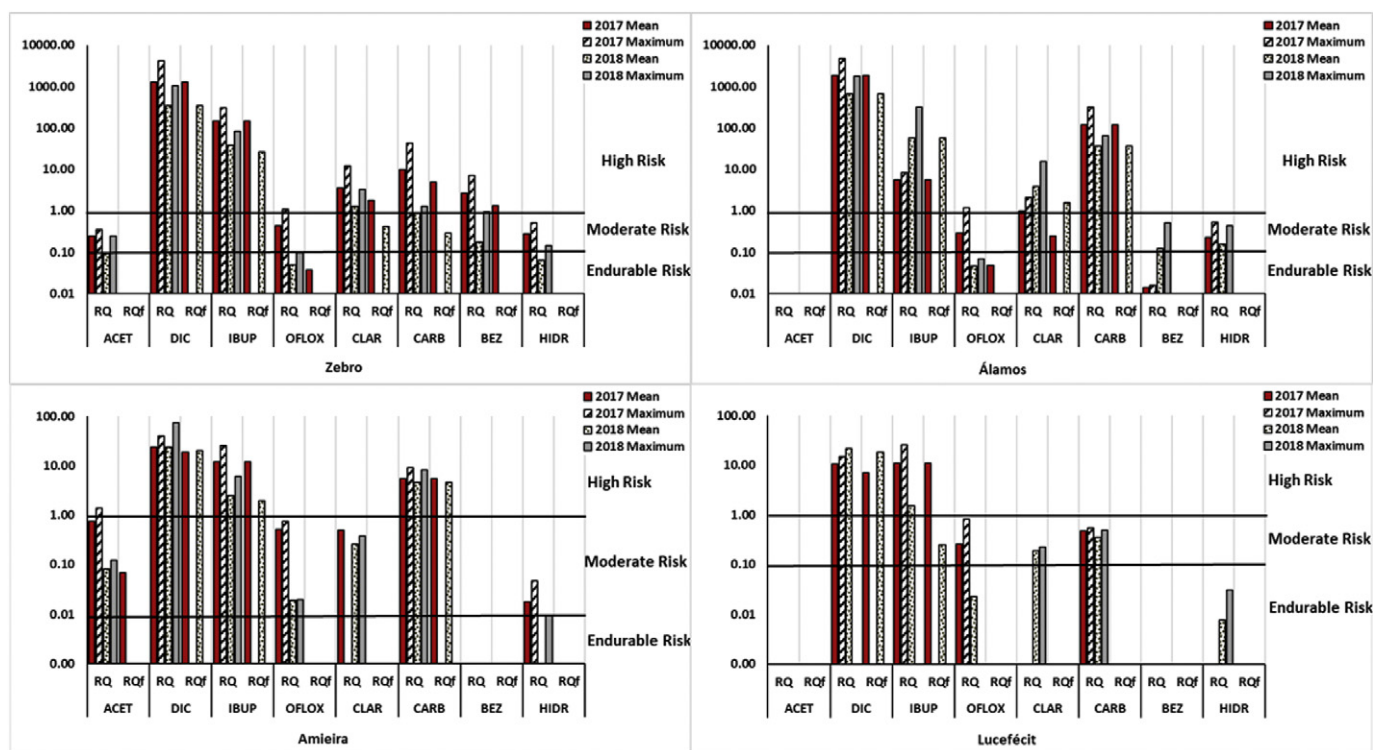 2017 Mean
2017 Maximum
2018 Mean
2018 Maximum
10000.00
1000.00
100.00
10.00
1.00
0.10
0.01
High Risk
Moderate Risk
Endurable Risk
RQ RQf RQ RQf RQ RQf RQ RQf RQ RQf RQ RQf RQ RQf RQ RQf
ACET DIC IBUP OFLOX CLAR CARB BEZ HIDR
Zebro
2017 Mean
2017 Maximum
2018 Mean
2018 Maximum
10000.00
1000.00
100.00
10.00
1.00
0.10
0.01
High Risk
Moderate Risk
Endurable Risk
RQ RQf RQ RQf RQ RQf RQ RQf RQ RQf RQ RQf RQ RQf RQ RQf
ACET DIC IBUP OFLOX CLAR CARB BEZ HIDR
Álamos
2017 Mean
2017 Maximum
2018 Mean
2018 Maximum
100.00
10.00
1.00
0.10
0.01
0.00
High Risk
Moderate Risk
Endurable Risk
RQ RQf RQ RQf RQ RQf RQ RQf RQ RQf RQ RQf RQ RQf RQ RQf
ACET DIC IBUP OFLOX CLAR CARB BEZ HIDR
Amieira
2017 Mean
2017 Maximum
2018 Mean
2018 Maximum
100.00
10.00
1.00
0.10
0.01
0.00
High Risk
Moderate Risk
Endurable Risk
RQ RQf RQ RQf RQ RQf RQ RQf RQ RQf RQ RQf RQ RQf RQ RQf
ACET DIC IBUP OFLOX CLAR CARB BEZ HIDR
Lucefécit